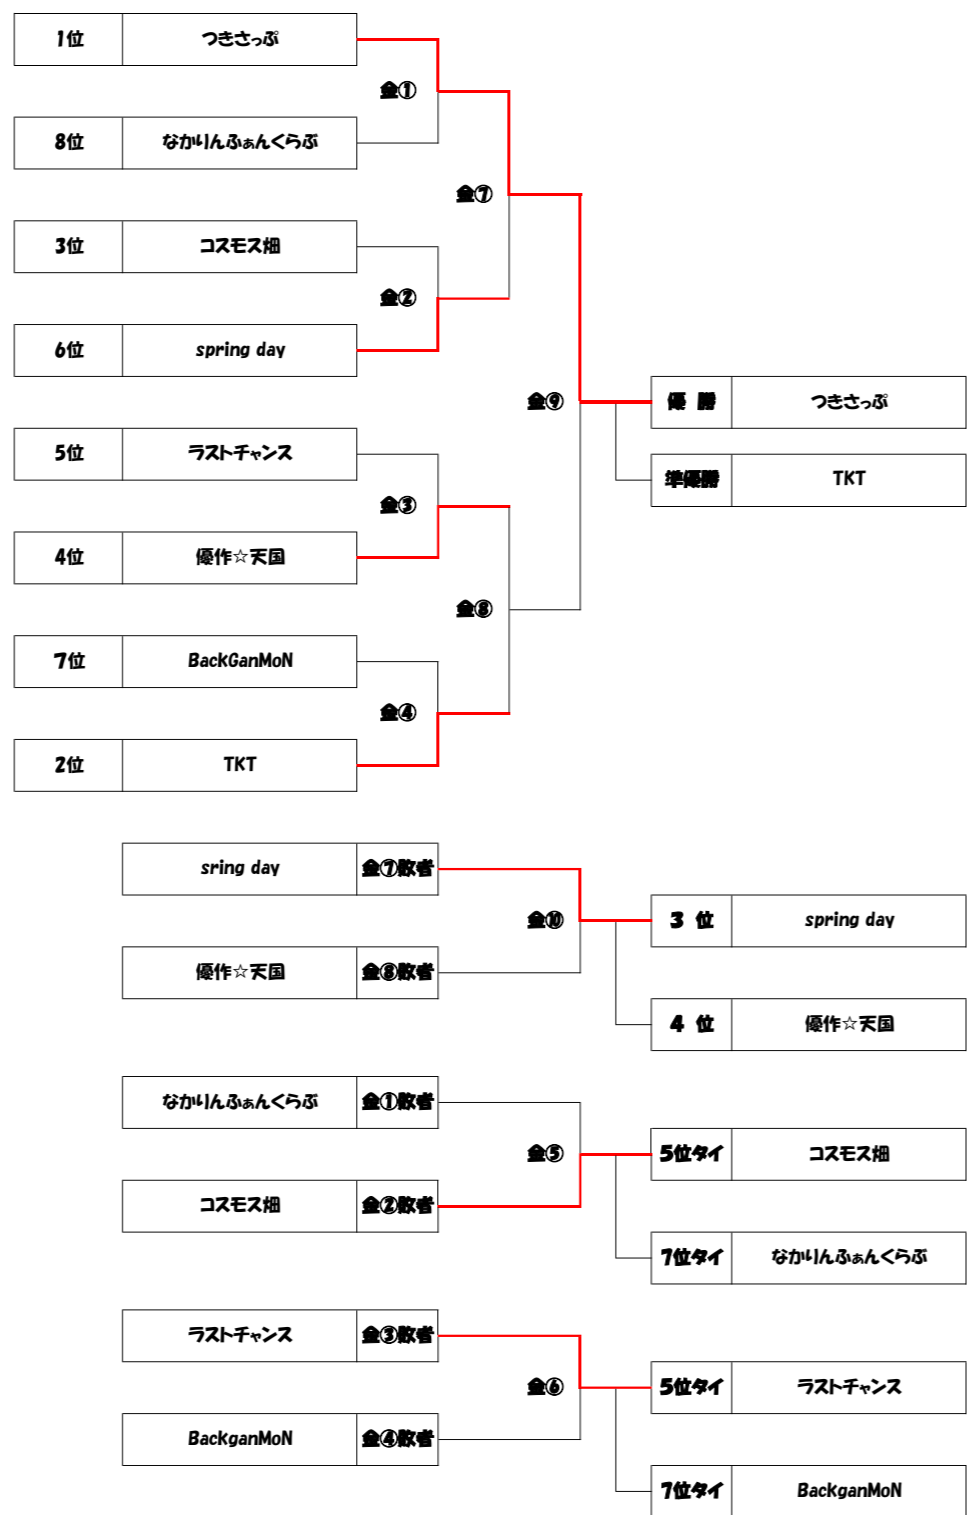 1位 つきさっぷ
金①
8位 なかりんふぁんくらぶ
金⑦
3位 コスモス畑
金②
6位 spring day
金⑨
優 勝 つきさっぷ
5位 ラストチャンス
準優勝 TKT
金③
4位 優作☆天国
金⑧
7位 BackGanMoN
金④
2位 TKT
sring day 金⑦敗者
金⑩
3 位 spring day
優作☆天国 金⑧敗者
4 位 優作☆天国
なかりんふぁんくらぶ 金①敗者
金⑤
5位タイ コスモス畑
コスモス畑 金②敗者
7位タイ なかりんふぁんくらぶ
ラストチャンス 金③敗者
金⑥
5位タイ ラストチャンス
BackganMoN 金④敗者
7位タイ BackganMoN